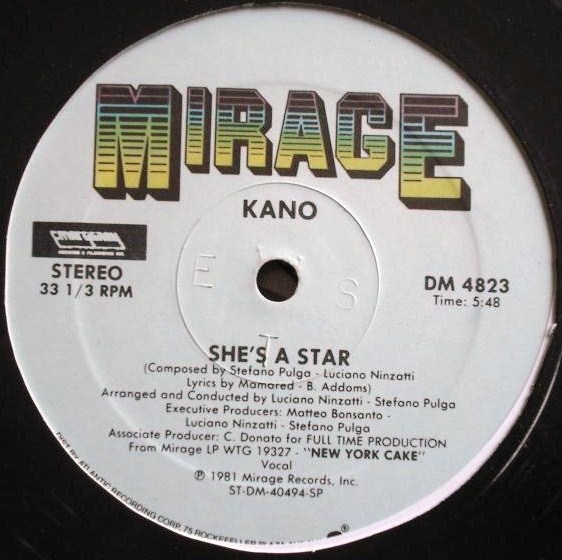 MIRAGE
KANO
STEREO
33 1/3 RPM
DM 4823
Time: 5:48
E S
T
SHE'S A STAR
(Composed by Stefano Pulga - Luciano Ninzatti
Lyrics by Mamared - B. Addoms)
Arranged and Conducted by Luciano Ninzatti - Stefano Pulga
Executive Producers: Matteo Bonsanto -
Luciano Ninzatti - Stefano Pulga
Associate Producer: C. Donato for FULL TIME PRODUCTION
From Mirage LP WTG 19327 - "NEW YORK CAKE"
Vocal
℗ 1981 Mirage Records, Inc.
ST-DM-40494-SP
BY ATLANTIC RECORDING CORP. 75 ROCKEFELLER PLAZA